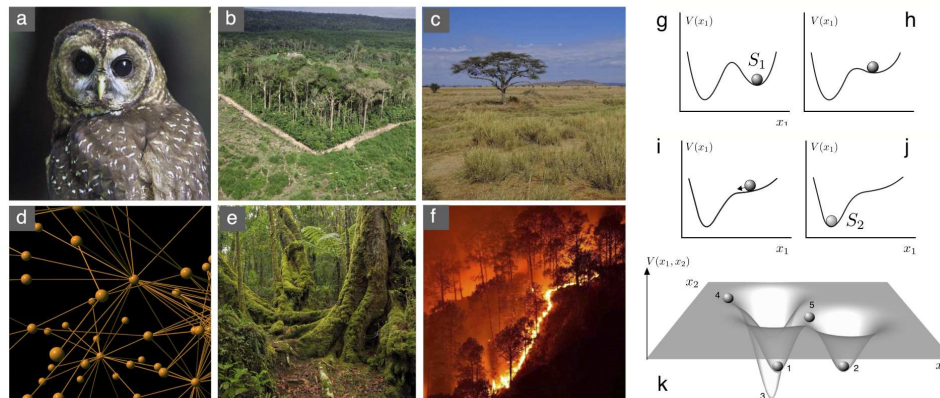 a
b
c
d
e
f
g
V(x₁)
S₁
x₁
h
V(x₁)
i
V(x₁)
x₁
j
V(x₁)
S₂
x₁
V(x₁, x₂)
x₂
4
5
1
2
3
x
k